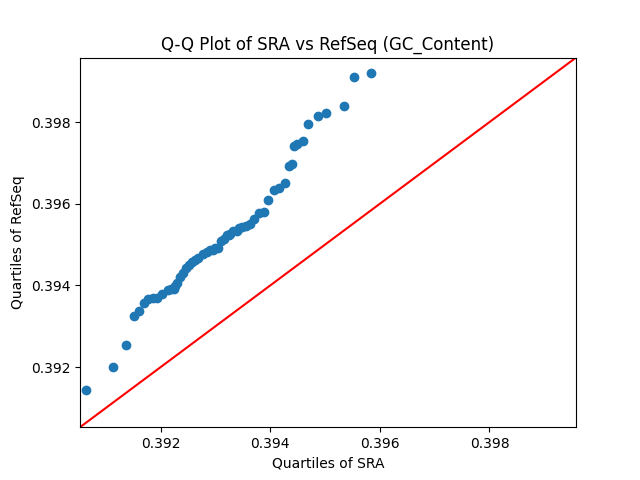 Q-Q Plot of SRA vs RefSeq (GC_Content)
0.398
0.396
0.394
0.392
Quartiles of RefSeq
0.392 0.394 0.396 0.398
Quartiles of SRA